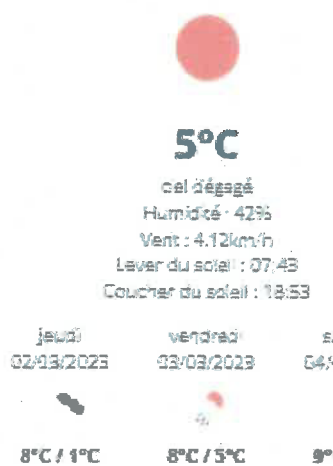 5°C
ciel dégagé
Humidité : 42%
Vent : 4.12km/h
Lever du soleil : 07:43
Coucher du soleil : 18:53
jeudi vendredi
02/03/2023 03/03/2023
8°C / 1°C 8°C / 5°C